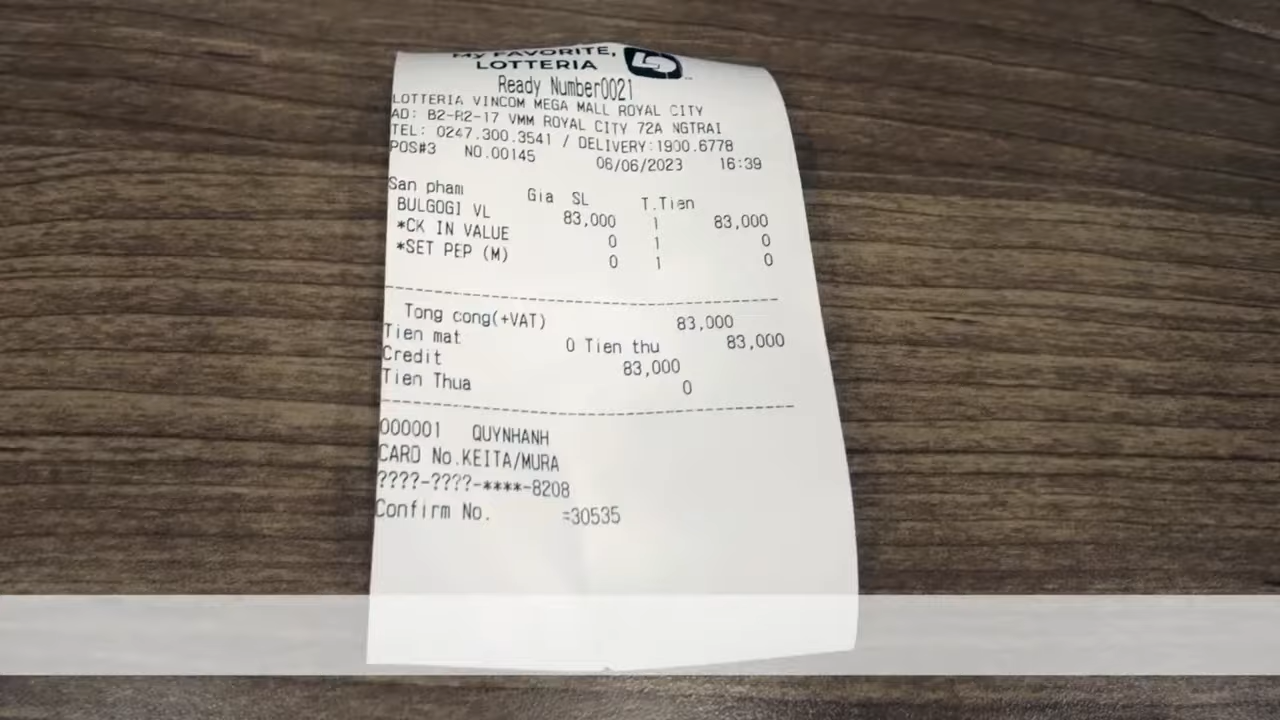 My FAVORITE,
LOTTERIA
Ready Number0021
LOTTERIA VINCOM MEGA MALL ROYAL CITY
AD: B2-R2-17 VMM ROYAL CITY 72A NGTRAI
TEL: 0247.300.3541 / DELIVERY:1900.6778
POS#3 NO.00145 06/06/2023 16:39
San pham Gia SL T.Tien
BULGOGI VL 83,000 1 83,000
*CK IN VALUE 0 1 0
*SET PEP (M) 0 1 0
Tong cong(+VAT) 83,000
Tien mat 0 Tien thu 83,000
Credit 83,000
Tien Thua 0
000001 QUYNHANH
CARD No.KEITA/MURA
????-????-****-8208
Confirm No. =30535